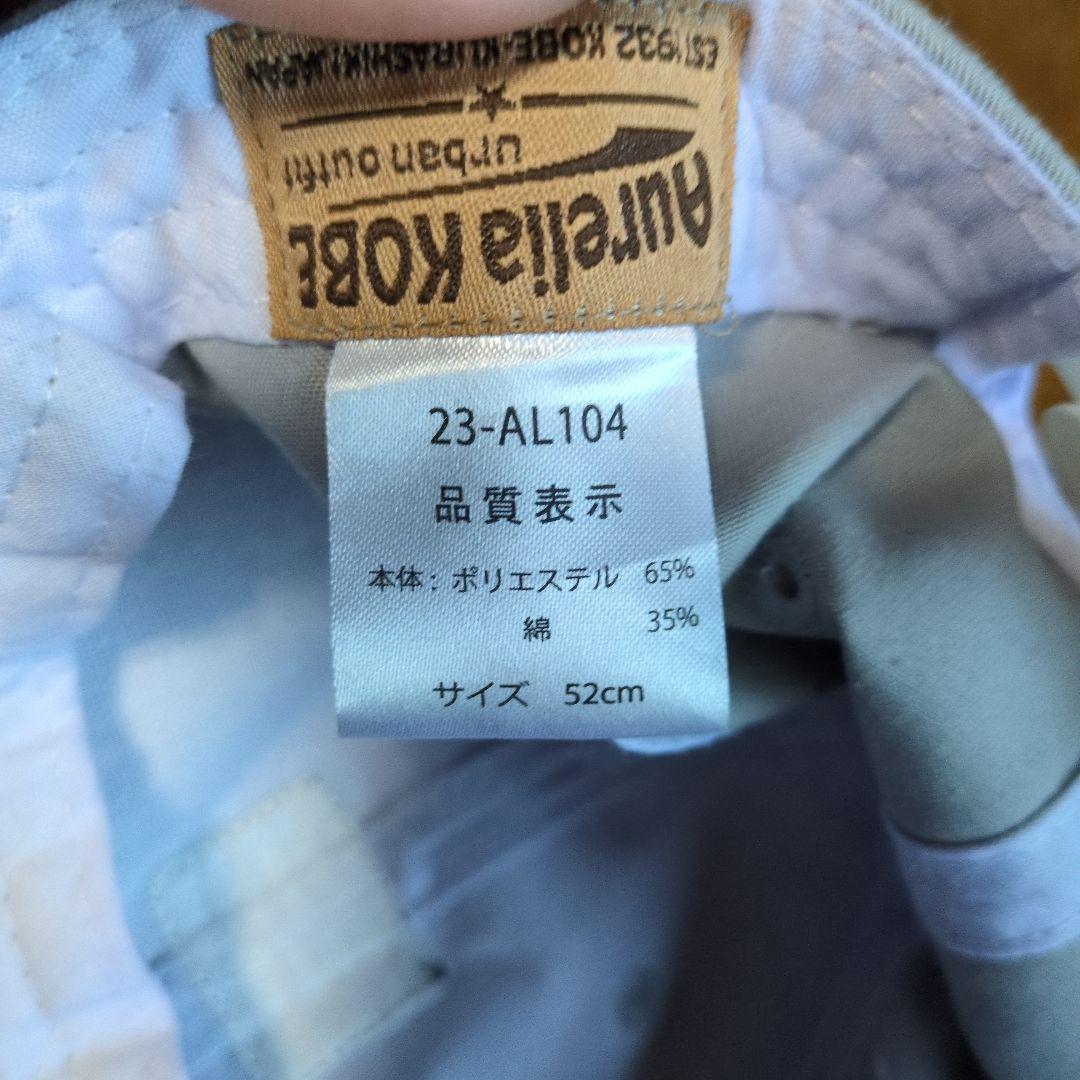 Aurelia KOBE
urban outfit
EST.1932 KOBE-KURASHIKI JAPAN
23-AL104
品質表示
本体: ポリエステル 65%
綿 35%
サイズ 52cm